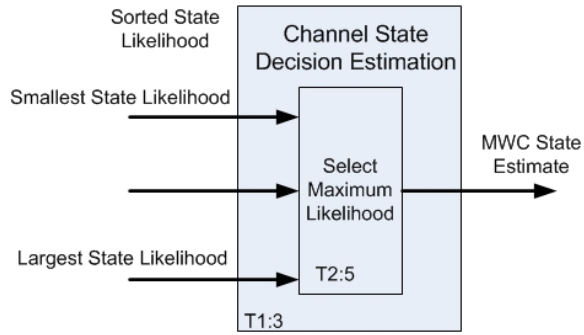 Sorted State
Likelihood
Channel State
Decision Estimation
Smallest State Likelihood
Select
Maximum
Likelihood
MWC State
Estimate
Largest State Likelihood
T2:5
T1:3